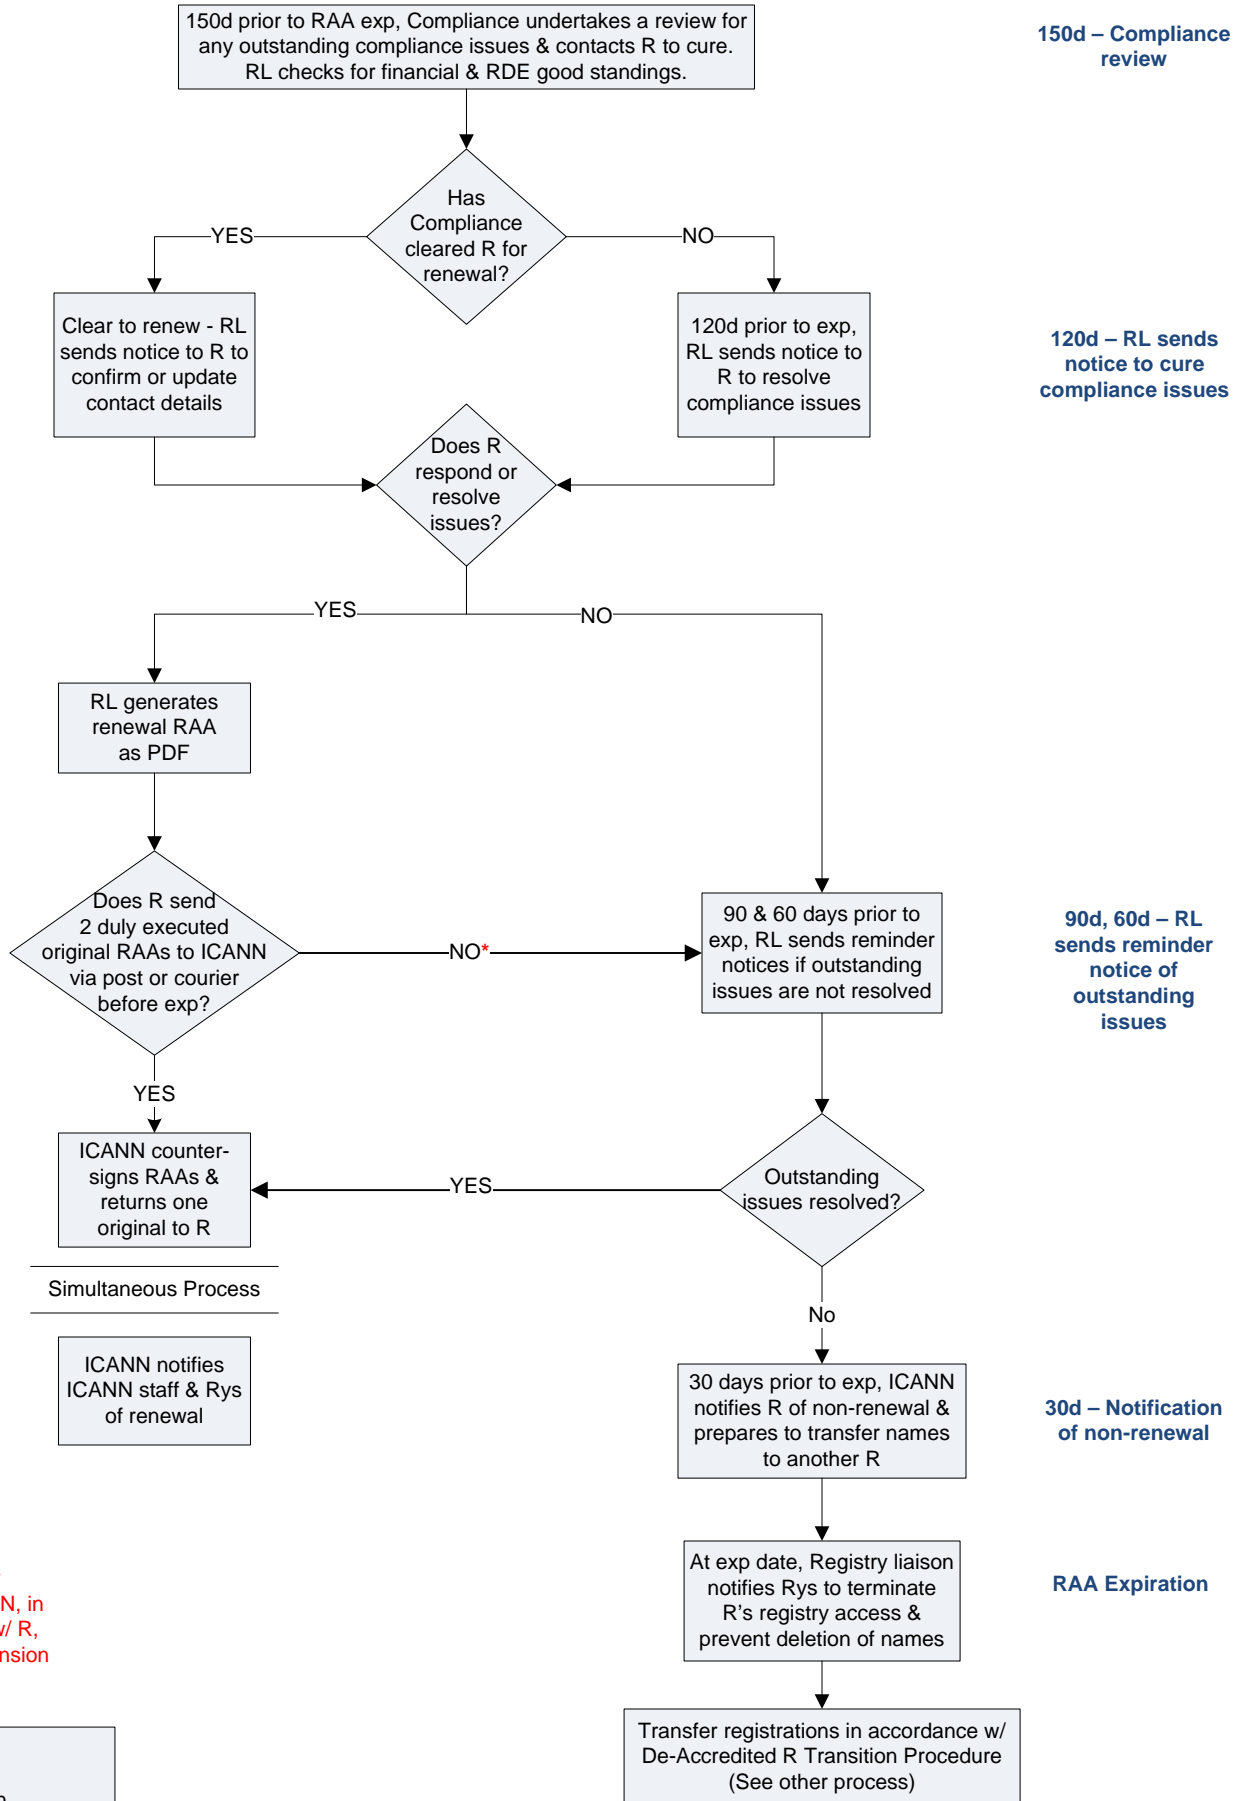 150d prior to RAA exp, Compliance undertakes a review for
any outstanding compliance issues & contacts R to cure.
RL checks for financial & RDE good standings.
150d – Compliance
review
Has
Compliance
cleared R for
renewal?
YES
NO
Clear to renew - RL
sends notice to R to
confirm or update
contact details
120d prior to exp,
RL sends notice to
R to resolve
compliance issues
120d – RL sends
notice to cure
compliance issues
Does R
respond or
resolve
issues?
YES
NO
RL generates
renewal RAA
as PDF
Does R send
2 duly executed
original RAAs to ICANN
via post or courier
before exp?
NO*
90 & 60 days prior to
exp, RL sends reminder
notices if outstanding
issues are not resolved
90d, 60d – RL
sends reminder
notice of
outstanding
issues
YES
ICANN counter-
signs RAAs &
returns one
original to R
YES
Outstanding
issues resolved?
Simultaneous Process
No
ICANN notifies
ICANN staff & Rys
of renewal
30 days prior to exp, ICANN
notifies R of non-renewal &
prepares to transfer names
to another R
30d – Notification
of non-renewal
At exp date, Registry liaison
notifies Rys to terminate
R's registry access &
prevent deletion of names
RAA Expiration
N, in
w/ R,
nsion
Transfer registrations in accordance w/
De-Accredited R Transition Procedure
(See other process)